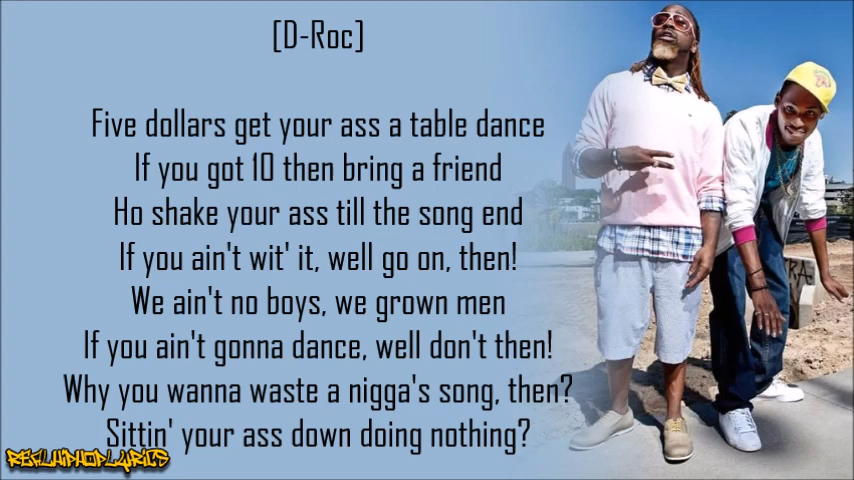 [D-Roc]
Five dollars get your ass a table dance
If you got 10 then bring a friend
Ho shake your ass till the song end
If you ain't wit' it, well go on, then!
We ain't no boys, we grown men
If you ain't gonna dance, well don't then!
Why you wanna waste a nigga's song, then?
Sittin' your ass down doing nothing?
REALHIPHOPLYRICS